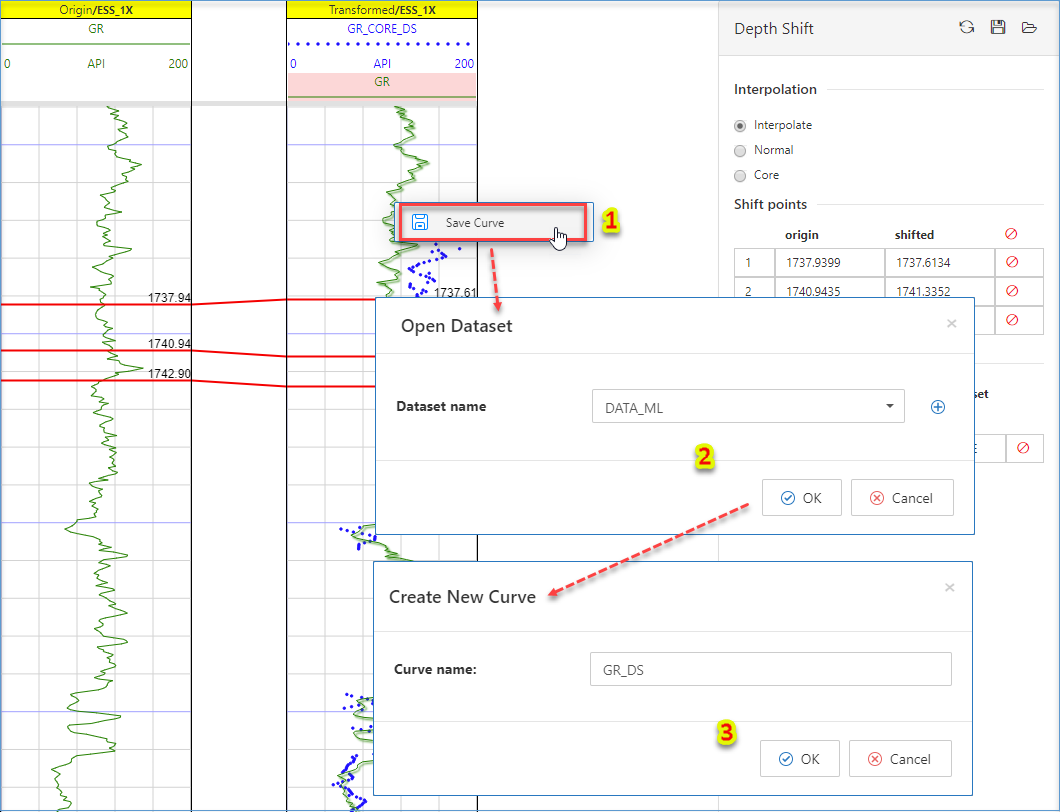 Origin/ESS_1X
GR
0 API 200
Transformed/ESS_1X
GR_CORE_DS
0 API 200
GR
1737.94
1740.94
1742.90
1737.61
Save Curve
1
Depth Shift
Interpolation
Interpolate
Normal
Core
Shift points
origin shifted
1 1737.9399 1737.6134
2 1740.9435 1741.3352
set
E
Open Dataset
Dataset name DATA_ML
2
OK Cancel
Create New Curve
Curve name: GR_DS
3
OK Cancel